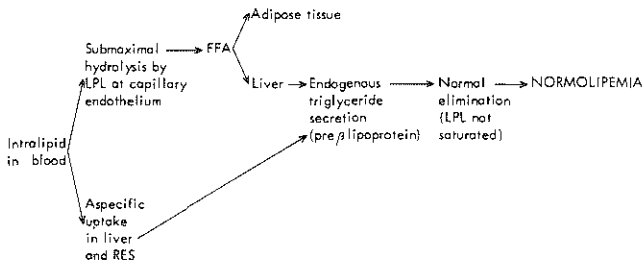 Adipose tissue
Submaximal
hydrolysis by
LPL at capillary
endothelium
FFA
Liver
Endogenous
triglyceride
secretion
(pre β lipoprotein)
Normal
elimination
(LPL not
saturated)
NORMOLIPEMIA
Intralipid
in blood
Aspecific
uptake
in liver
and RES